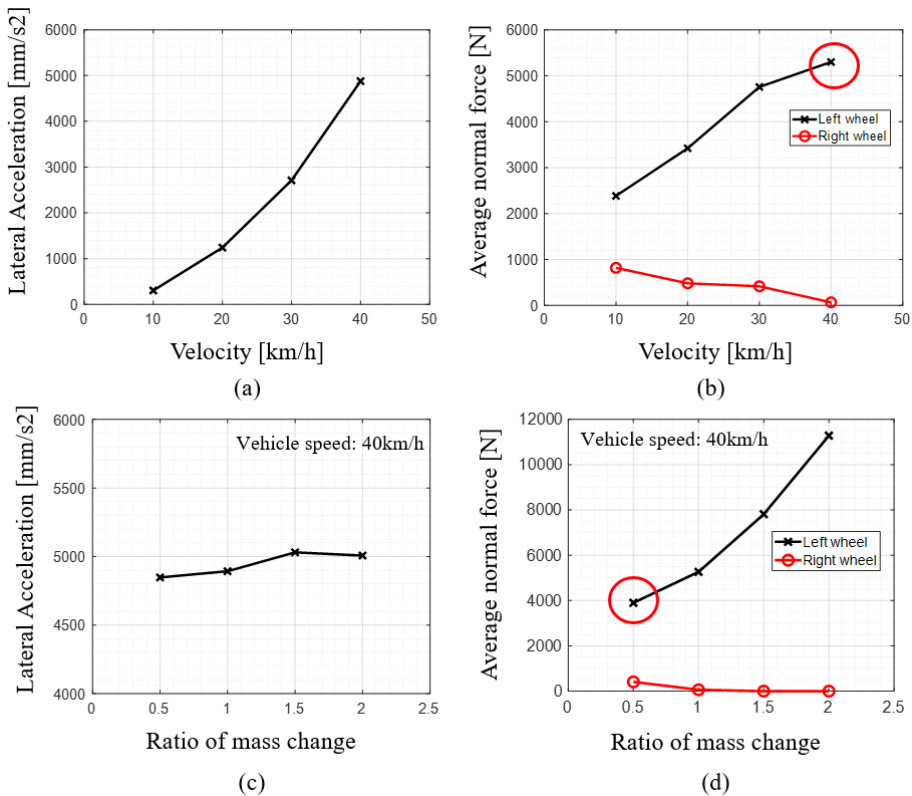 Lateral Acceleration [mm/s2]
6000
5000
4000
3000
2000
1000
0
0 10 20 30 40 50
Velocity [km/h]
(a)
Average normal force [N]
6000
5000
4000
3000
2000
1000
0
Left wheel
Right wheel
0 10 20 30 40 50
Velocity [km/h]
(b)
Lateral Acceleration [mm/s2]
6000
5500
5000
4500
4000
Vehicle speed: 40km/h
0 0.5 1 1.5 2 2.5
Ratio of mass change
(c)
Average normal force [N]
12000
10000
8000
6000
4000
2000
0
Vehicle speed: 40km/h
Left wheel
Right wheel
0 0.5 1 1.5 2 2.5
Ratio of mass change
(d)